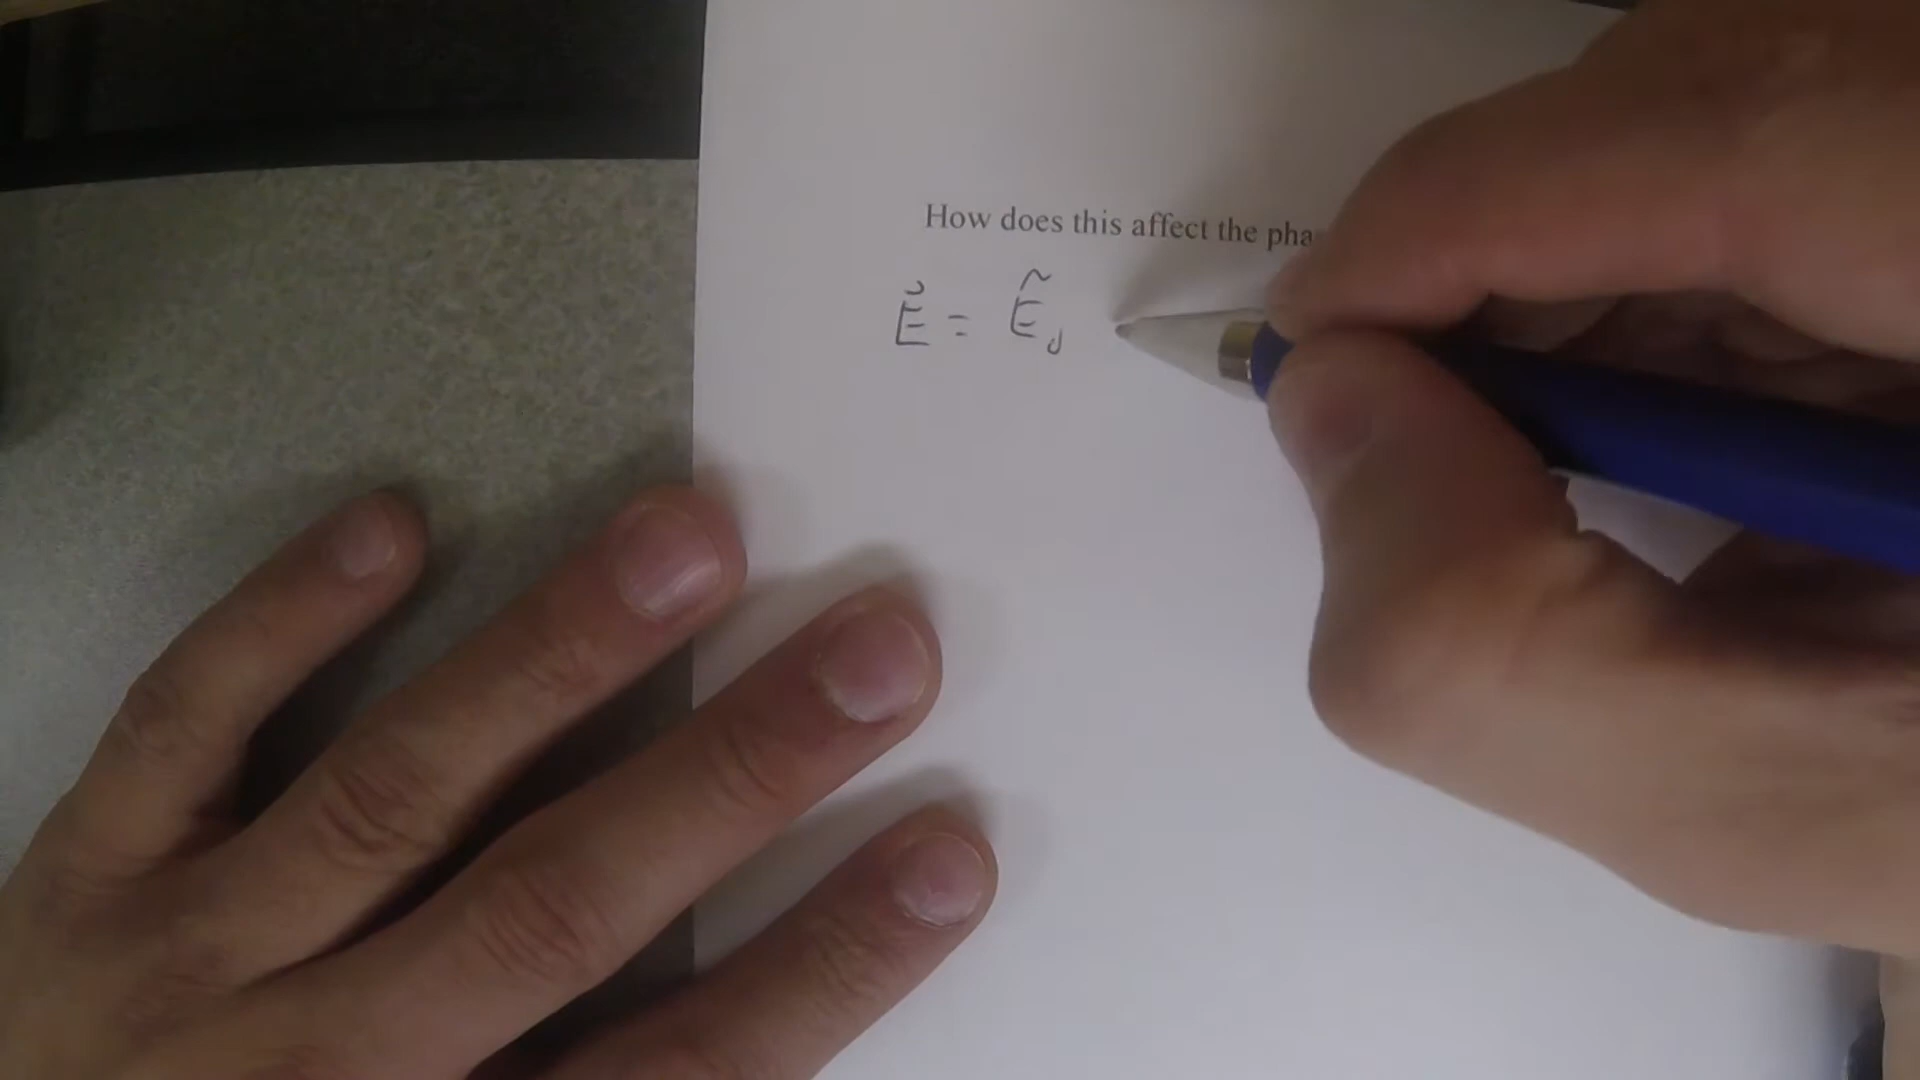 How does this affect the pha
Ĕ = Ẽ₀